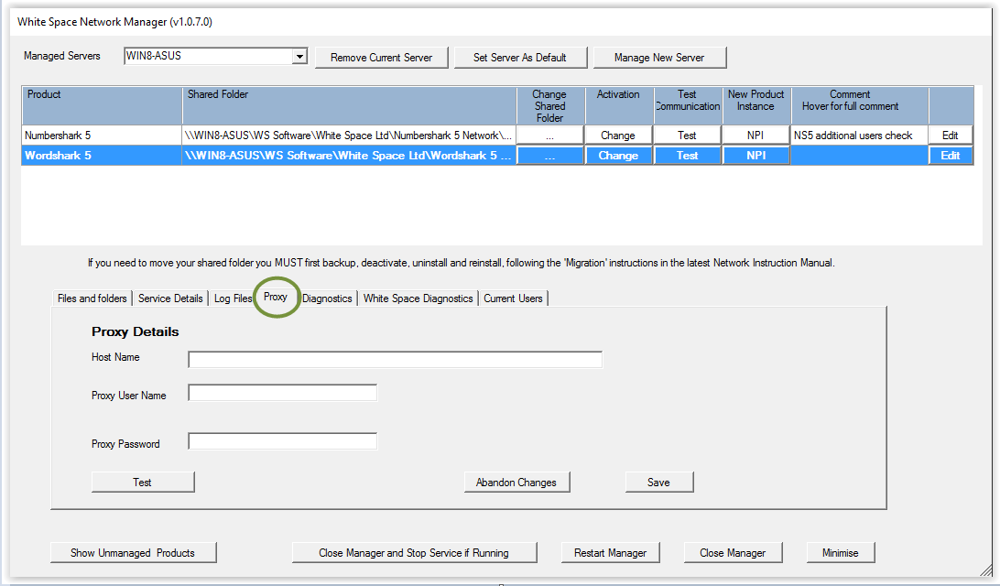 White Space Network Manager (v1.0.7.0)
Managed Servers WIN8-ASUS Remove Current Server Set Server As Default Manage New Server
Product Shared Folder Change Shared Folder Activation Test Communication New Product Instance Comment Hover for full comment
Numbershark 5 \\WIN8-ASUS\WS Software\White Space Ltd\Numbershark 5 Network\... ... Change Test NPI NS5 additional users check Edit
Wordshark 5 \\WIN8-ASUS\WS Software\White Space Ltd\Wordshark 5 ... ... Change Test NPI Edit
If you need to move your shared folder you MUST first backup, deactivate, uninstall and reinstall, following the 'Migration' instructions in the latest Network Instruction Manual.
Files and folders Service Details Log Files Proxy Diagnostics White Space Diagnostics Current Users
Proxy Details
Host Name
Proxy User Name
Proxy Password
Test Abandon Changes Save
Show Unmanaged Products Close Manager and Stop Service if Running Restart Manager Close Manager Minimise